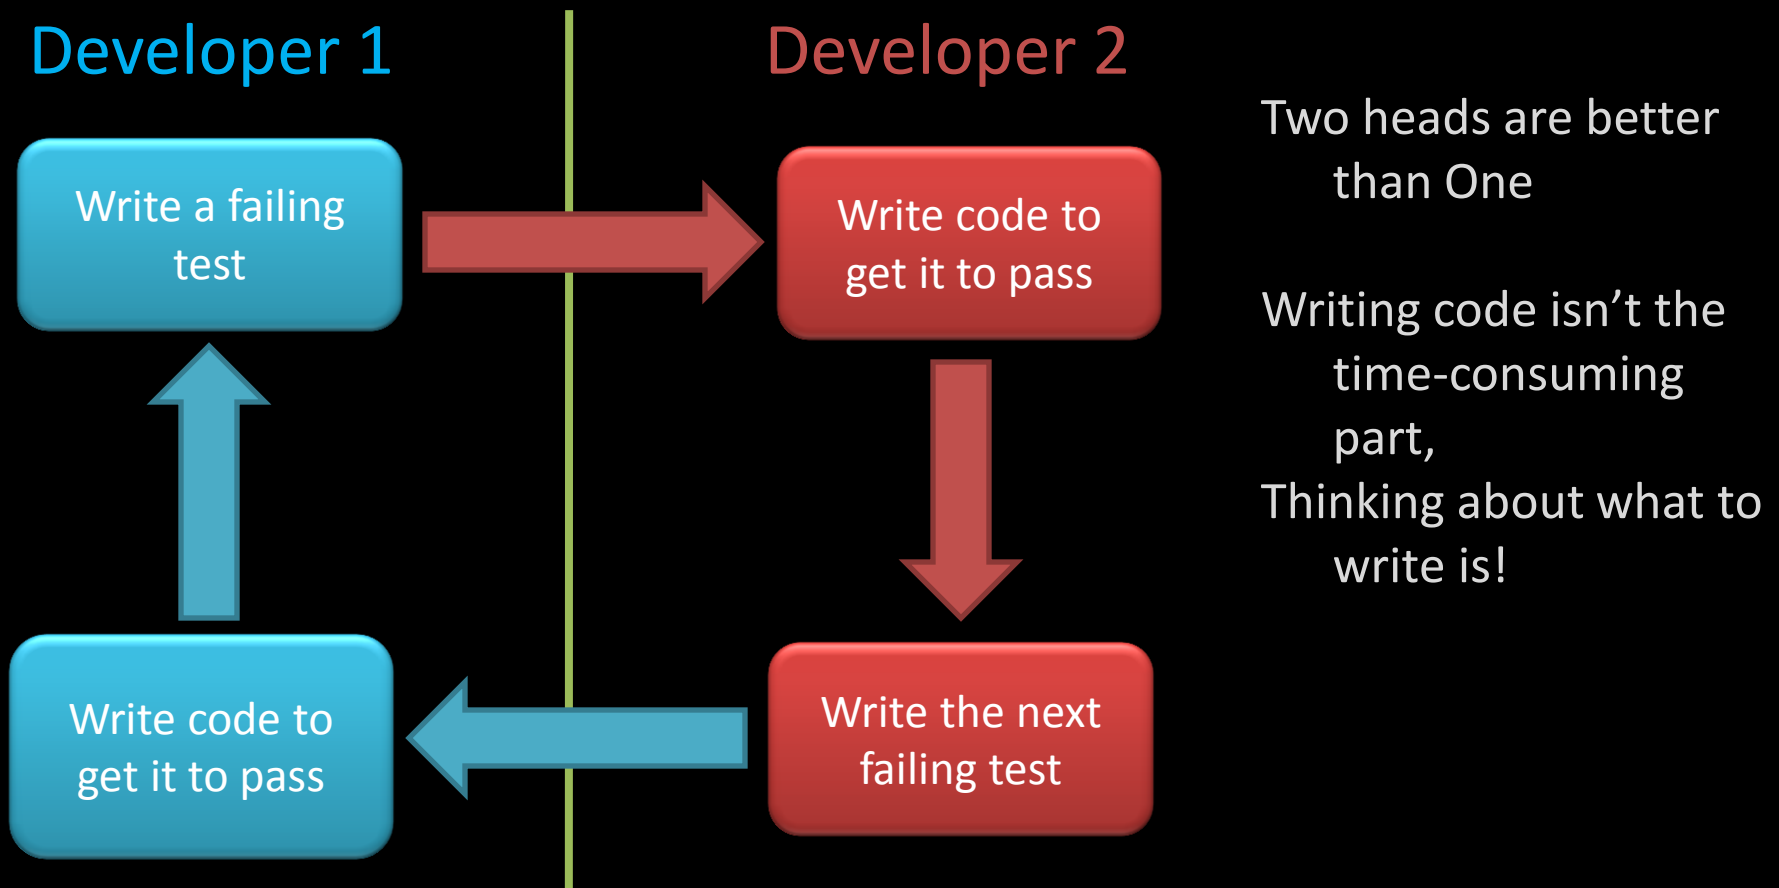 Developer 1
Write a failing
test
Write code to
get it to pass
Developer 2
Write code to
get it to pass
Write the next
failing test
Two heads are better
than One
Writing code isn’t the
time-consuming
part,
Thinking about what to
write is!